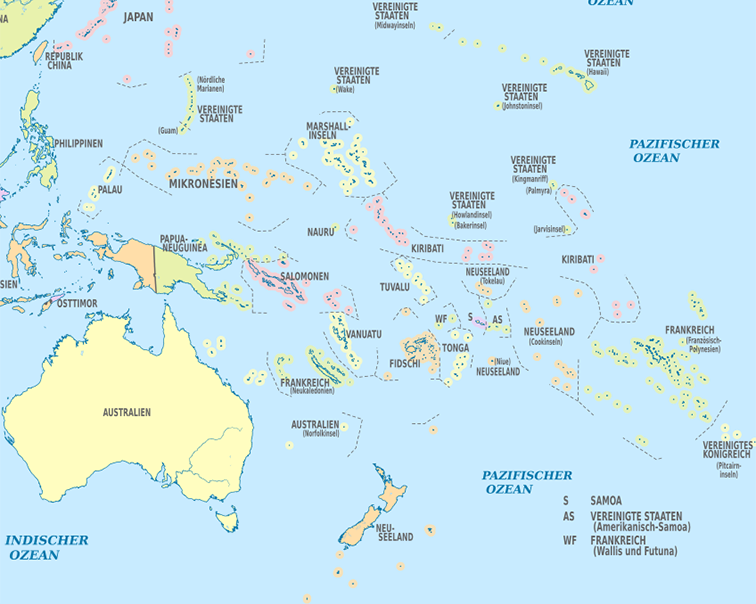 OZEAN
NA
JAPAN
VEREINIGTE
STAATEN
(Midwayinseln)
REPUBLIK
CHINA
VEREINIGTE
STAATEN
(Hawaii)
VEREINIGTE
STAATEN
(Wake)
(Nördliche
Marianen)
VEREINIGTE
STAATEN
(Guam)
VEREINIGTE
STAATEN
(Johnstoninsel)
MARSHALL-
INSELN
PHILIPPINEN
PAZIFISCHER
OZEAN
VEREINIGTE
STAATEN
(Kingmanriff)
(Palmyra)
MIKRONESIEN
PALAU
VEREINIGTE
STAATEN
(Howlandinsel)
(Bakerinsel)
(Jarvisinsel)
NAURU
PAPUA-
NEUGUINEA
KIRIBATI
KIRIBATI
SALOMONEN
NEUSEELAND
(Tokelau)
SIEN
TUVALU
OSTTIMOR
WF
S
AS
VANUATU
TONGA
NEUSEELAND
(Cookinseln)
FRANKREICH
(Französisch-
Polynesien)
FIDSCHI
(Niue)
NEUSEELAND
FRANKREICH
(Neukaledonien)
AUSTRALIEN
AUSTRALIEN
(Norfolkinsel)
VEREINIGTES
KÖNIGREICH
(Pitcairn-
inseln)
PAZIFISCHER
OZEAN
S SAMOA
AS VEREINIGTE STAATEN
(Amerikanisch-Samoa)
WF FRANKREICH
(Wallis und Futuna)
NEU-
SEELAND
INDISCHER
OZEAN